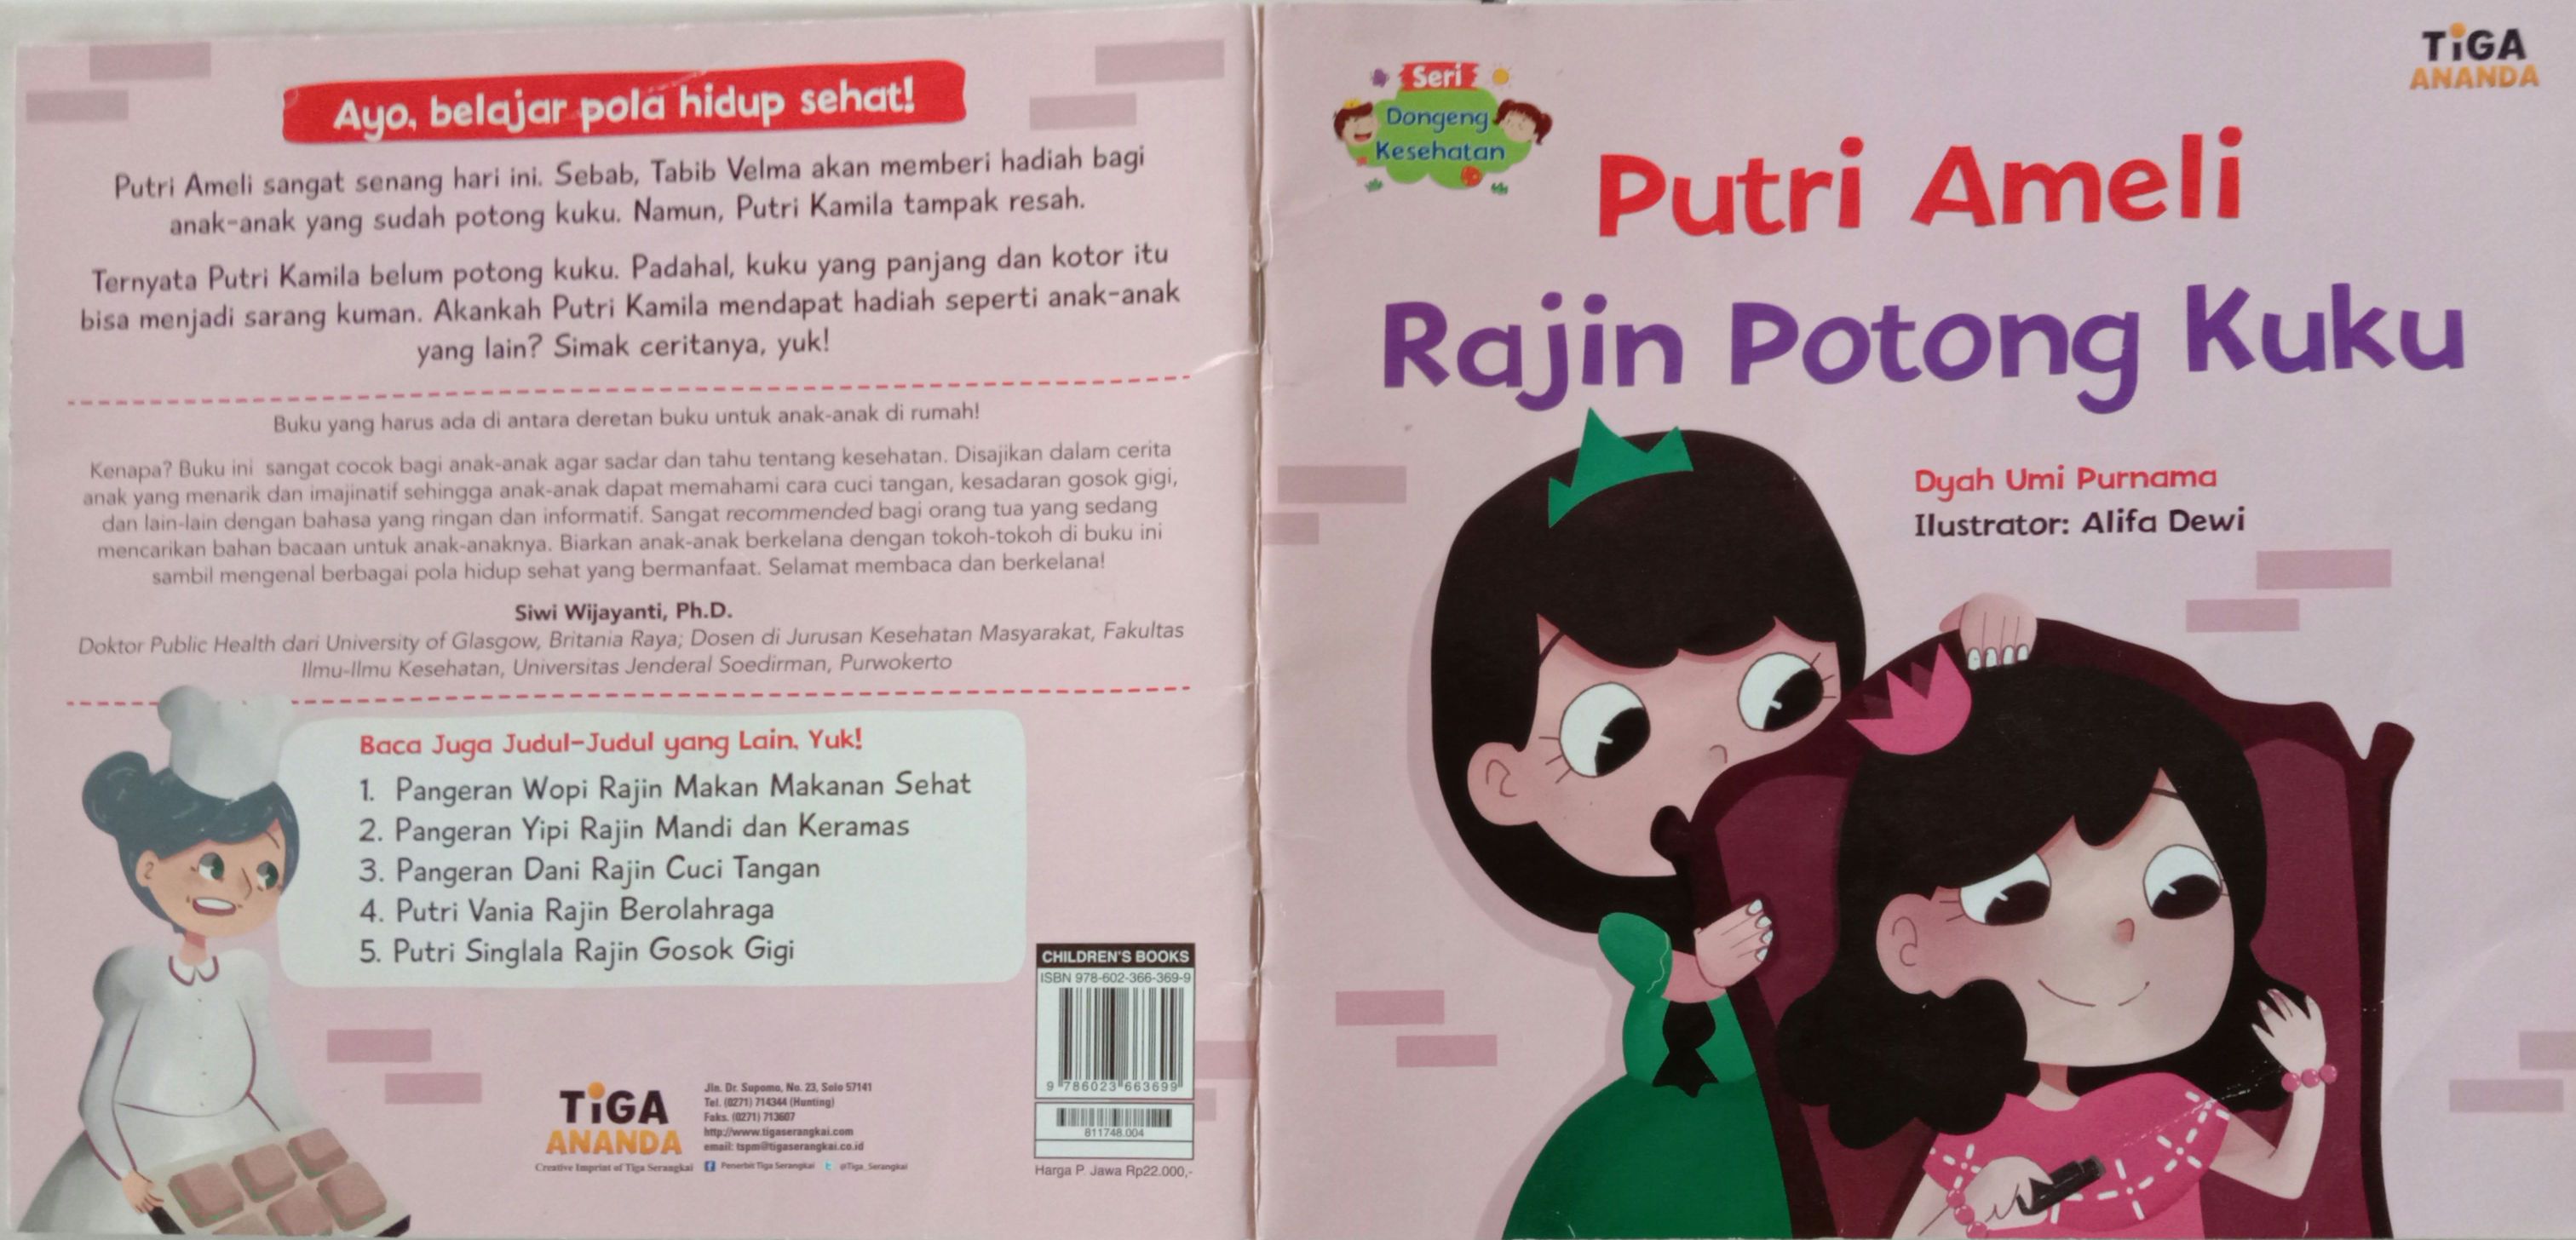 Ayo, belajar pola hidup sehat!
Putri Ameli sangat senang hari ini. Sebab, Tabib Velma akan memberi hadiah bagi
anak-anak yang sudah potong kuku. Namun, Putri Kamila tampak resah.
Ternyata Putri Kamila belum potong kuku. Padahal, kuku yang panjang dan kotor itu
bisa menjadi sarang kuman. Akankah Putri Kamila mendapat hadiah seperti anak-anak
yang lain? Simak ceritanya, yuk!
Buku yang harus ada di antara deretan buku untuk anak-anak di rumah!
Kenapa? Buku ini sangat cocok bagi anak-anak agar sadar dan tahu tentang kesehatan. Disajikan dalam cerita
anak yang menarik dan imajinatif sehingga anak-anak dapat memahami cara cuci tangan, kesadaran gosok gigi,
dan lain-lain dengan bahasa yang ringan dan informatif. Sangat recommended bagi orang tua yang sedang
mencarikan bahan bacaan untuk anak-anaknya. Biarkan anak-anak berkelana dengan tokoh-tokoh di buku ini
sambil mengenal berbagai pola hidup sehat yang bermanfaat. Selamat membaca dan berkelana!
Siwi Wijayanti, Ph.D.
Doktor Public Health dari University of Glasgow, Britania Raya; Dosen di Jurusan Kesehatan Masyarakat, Fakultas
Ilmu-Ilmu Kesehatan, Universitas Jenderal Soedirman, Purwokerto
Baca Juga Judul-Judul yang Lain, Yuk!
1. Pangeran Wopi Rajin Makan Makanan Sehat
2. Pangeran Yipi Rajin Mandi dan Keramas
3. Pangeran Dani Rajin Cuci Tangan
4. Putri Vania Rajin Berolahraga
5. Putri Singlala Rajin Gosok Gigi
TiGA
ANANDA
Creative Imprint of Tiga Serangkai
Jln. Dr. Supomo, No. 23, Solo 57141
Tel. (0271) 714344 (Hunting)
Faks. (0271) 713607
http://www.tigaserangkai.com
email: tspm@tigaserangkai.co.id
Penerbit Tiga Serangkai @Tiga_Serangkai
CHILDREN'S BOOKS
ISBN 978-602-366-369-9
9 786023 663699
811748.004
Harga P. Jawa Rp22.000,-
Seri
Dongeng
Kesehatan
TiGA
ANANDA
Putri Ameli
Rajin Potong Kuku
Dyah Umi Purnama
Ilustrator: Alifa Dewi